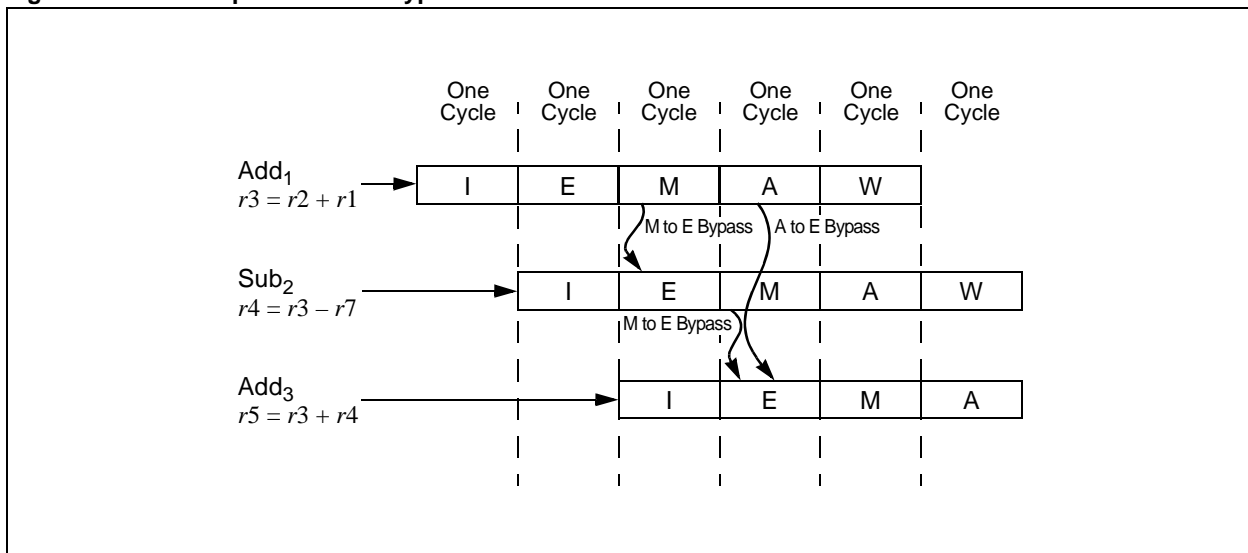 One One One One One One
Cycle Cycle Cycle Cycle Cycle Cycle
Add1
r3 = r2 + r1
I E M A W
M to E Bypass A to E Bypass
Sub2
r4 = r3 – r7
I E M A W
M to E Bypass
Add3
r5 = r3 + r4
I E M A